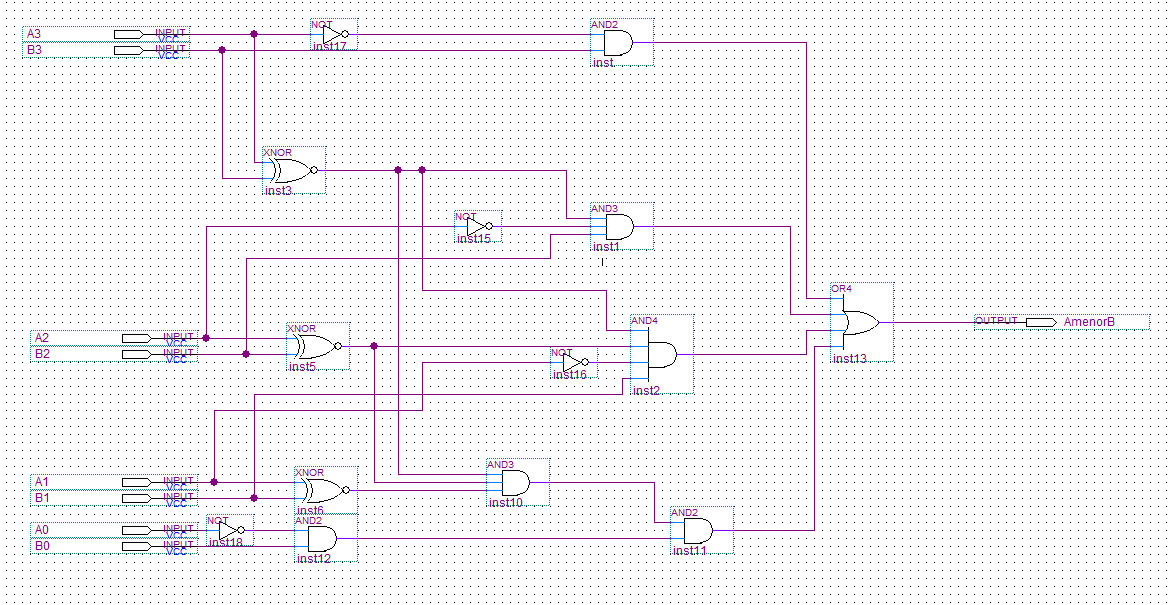 NOT
AND2
A3 INPUT VCC
B3 INPUT VCC
inst17
inst
XNOR
inst3
AND3
NOT
inst15
inst1
OR4
AND4
OUTPUT AmenorB
XNOR
A2 INPUT VCC
B2 INPUT VCC
NOT
inst13
inst5
inst16
inst2
AND3
XNOR
A1 INPUT VCC
B1 INPUT VCC
inst10
inst6
AND2
NOT
AND2
A0 INPUT VCC
B0 INPUT VCC
inst18
inst11
inst12